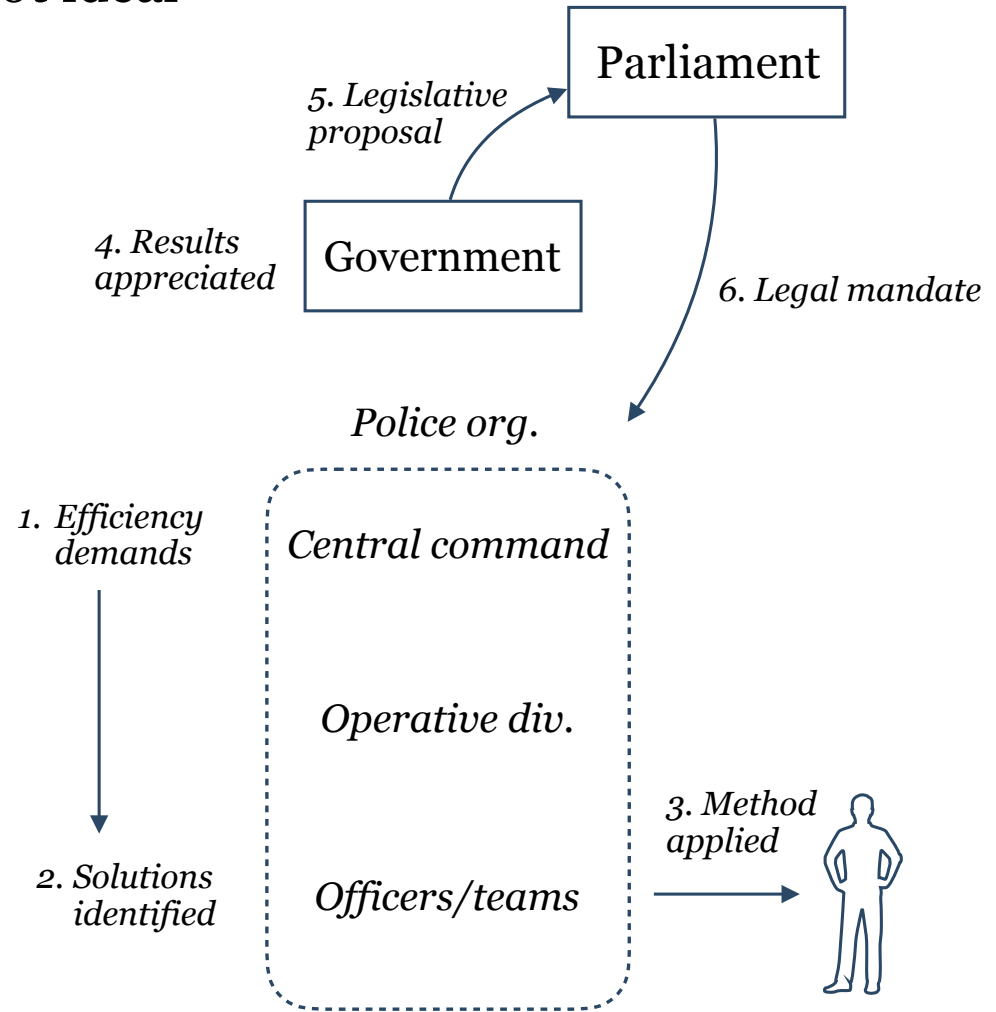 Parliament
5. Legislative
proposal
4. Results
appreciated
Government
6. Legal mandate
Police org.
1. Efficiency
demands
Central command
Operative div.
3. Method
applied
2. Solutions
identified
Officers/teams